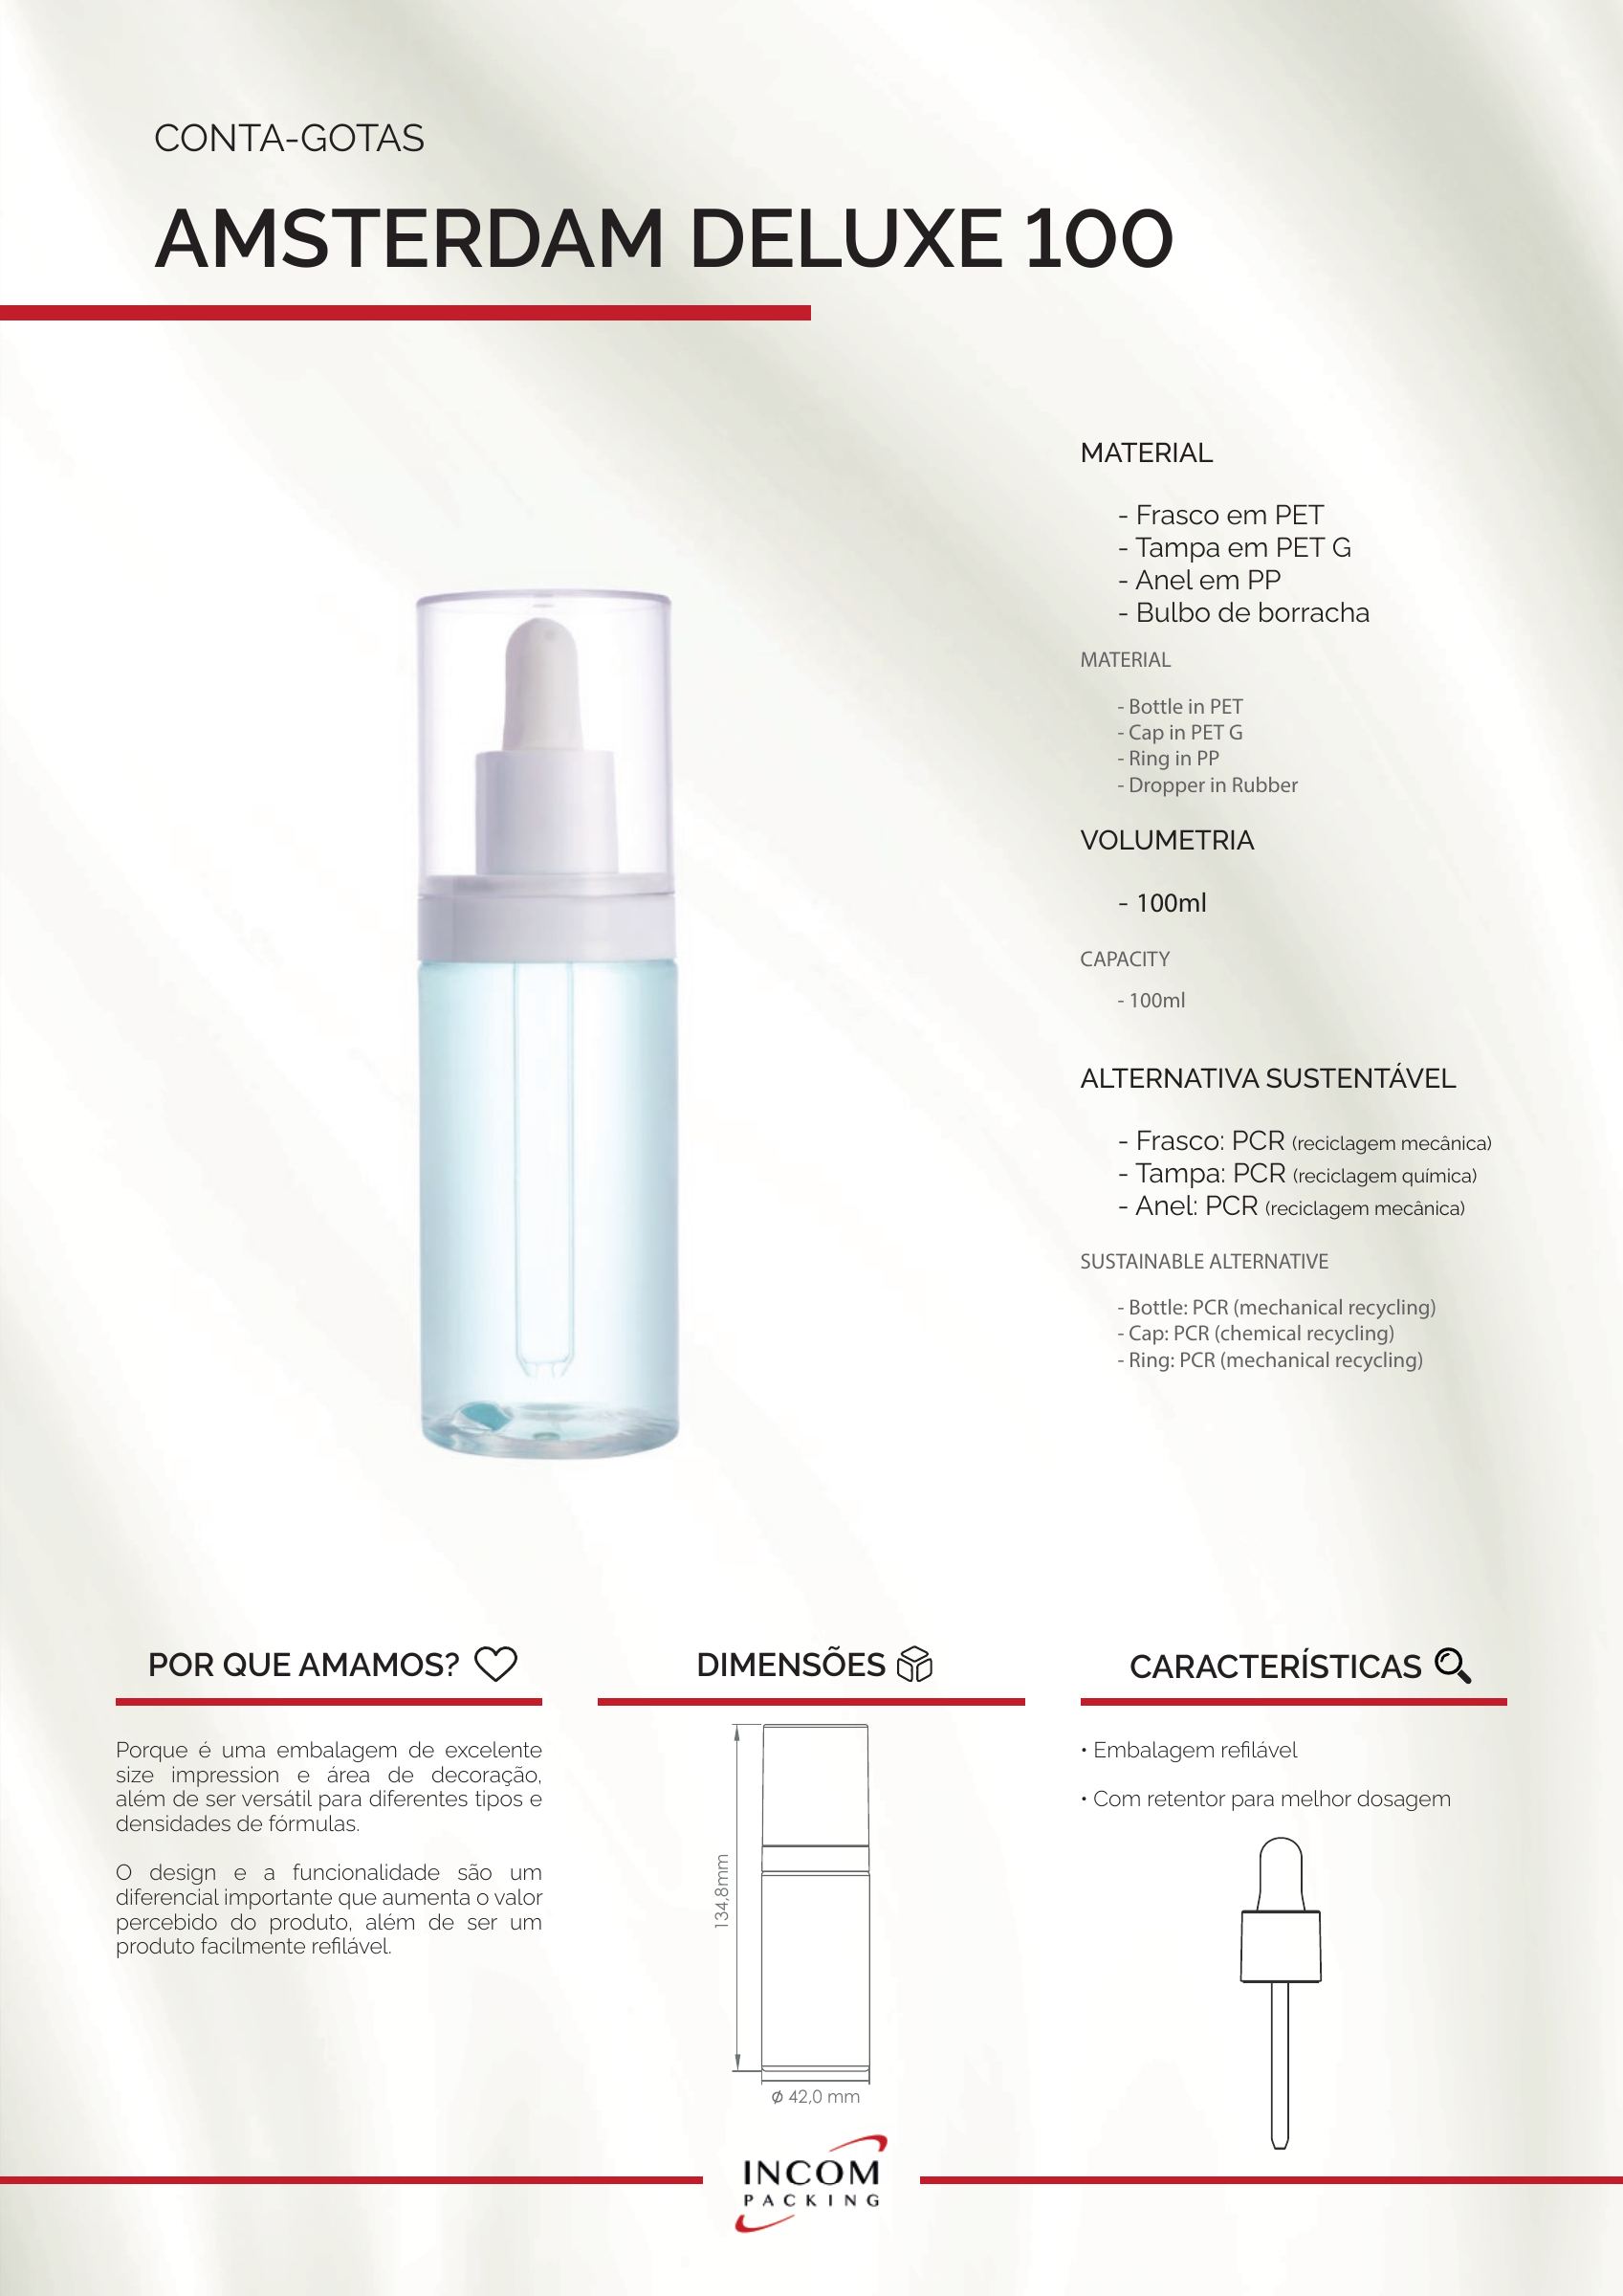 CONTA-GOTAS
AMSTERDAM DELUXE 100
MATERIAL
- Frasco em PET
- Tampa em PET G
- Anel em PP
- Bulbo de borracha
MATERIAL
- Bottle in PET
- Cap in PET G
- Ring in PP
- Dropper in Rubber
VOLUMETRIA
- 100ml
CAPACITY
- 100ml
ALTERNATIVA SUSTENTÁVEL
- Frasco: PCR (reciclagem mecânica)
- Tampa: PCR (reciclagem química)
- Anel: PCR (reciclagem mecânica)
SUSTAINABLE ALTERNATIVE
- Bottle: PCR (mechanical recycling)
- Cap: PCR (chemical recycling)
- Ring: PCR (mechanical recycling)
POR QUE AMAMOS?
Porque é uma embalagem de excelente
size impression e área de decoração,
além de ser versátil para diferentes tipos e
densidades de fórmulas.
O design e a funcionalidade são um
diferencial importante que aumenta o valor
percebido do produto, além de ser um
produto facilmente refilável.
DIMENSÕES
134,8mm
ø 42,0 mm
CARACTERÍSTICAS
• Embalagem refilável
• Com retentor para melhor dosagem
INCOM
PACKING